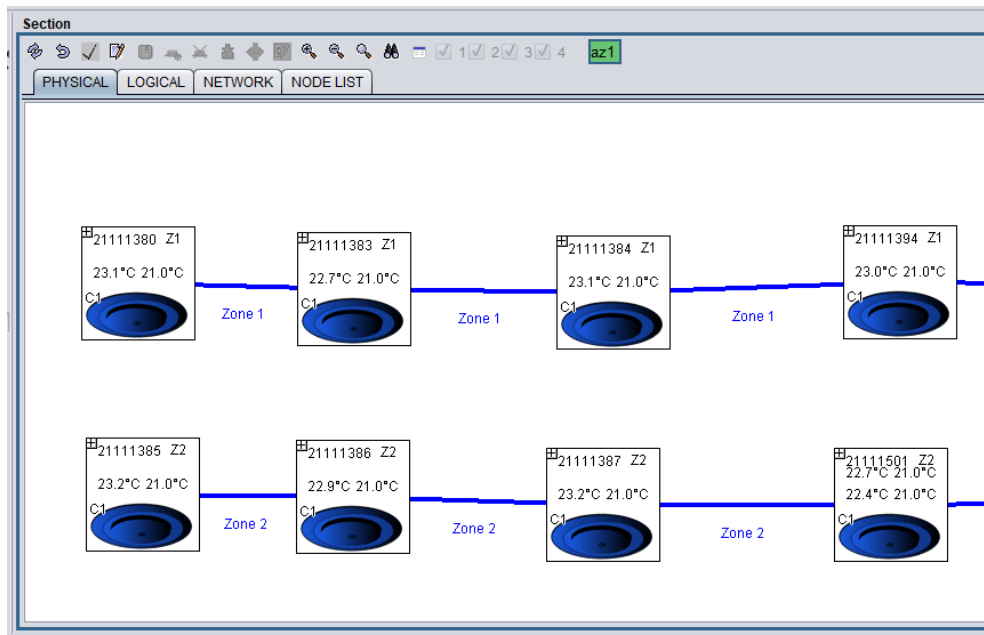 Section
1 2 3 4 az1
PHYSICAL LOGICAL NETWORK NODE LIST
21111380 Z1
23.1°C 21.0°C
C1
Zone 1
21111383 Z1
22.7°C 21.0°C
C1
Zone 1
21111384 Z1
23.1°C 21.0°C
C1
Zone 1
21111394 Z1
23.0°C 21.0°C
C1
21111385 Z2
23.2°C 21.0°C
C1
Zone 2
21111386 Z2
22.9°C 21.0°C
C1
Zone 2
21111387 Z2
23.2°C 21.0°C
C1
Zone 2
21111501 Z2
22.7°C 21.0°C
22.4°C 21.0°C
C1